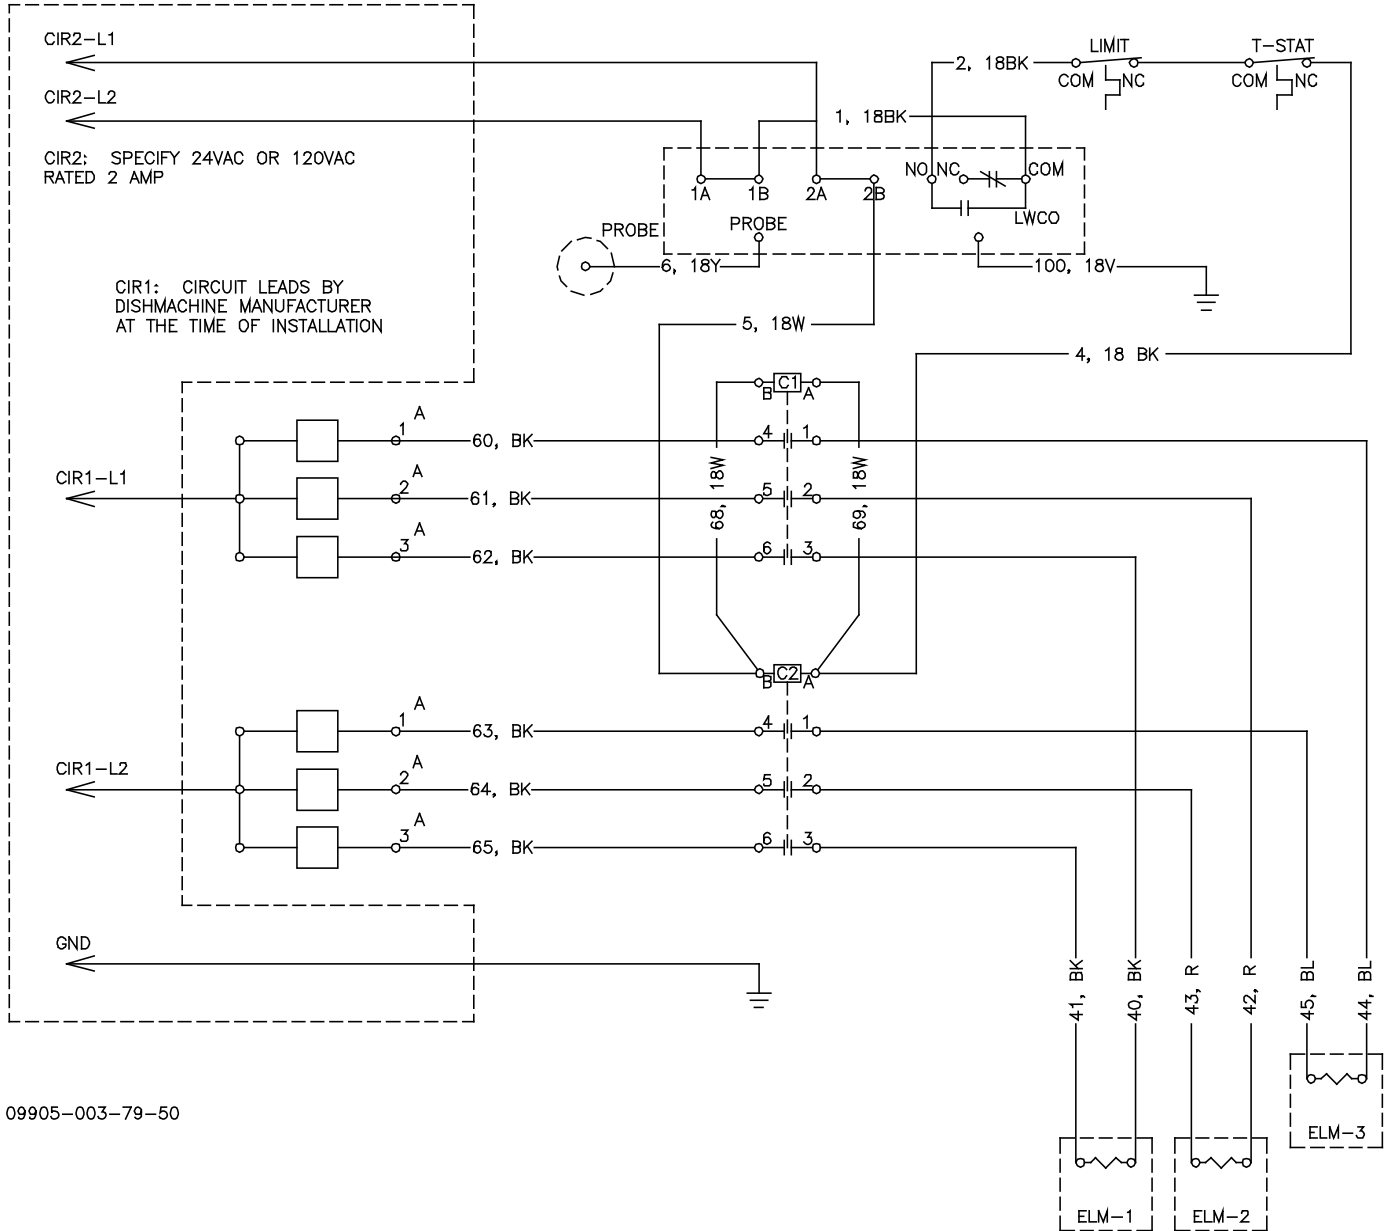 CIR2-L1
LIMIT
T-STAT
2, 18BK
COM
NC
COM
NC
CIR2-L2
1, 18BK
CIR2: SPECIFY 24VAC OR 120VAC
RATED 2 AMP
NO
NC
COM
1A
1B
2A
2B
LWCO
PROBE
PROBE
6, 18Y
100, 18V
CIR1: CIRCUIT LEADS BY
DISHMACHINE MANUFACTURER
AT THE TIME OF INSTALLATION
5, 18W
4, 18 BK
C1
B
A
A
1
60, BK
4
1
CIR1-L1
A
2
61, BK
5
2
68, 18W
69, 18W
A
3
62, BK
6
3
C2
B
A
A
1
63, BK
4
1
CIR1-L2
A
2
64, BK
5
2
A
3
65, BK
6
3
GND
41, BK
40, BK
43, R
42, R
45, BL
44, BL
09905-003-79-50
ELM-3
ELM-1
ELM-2